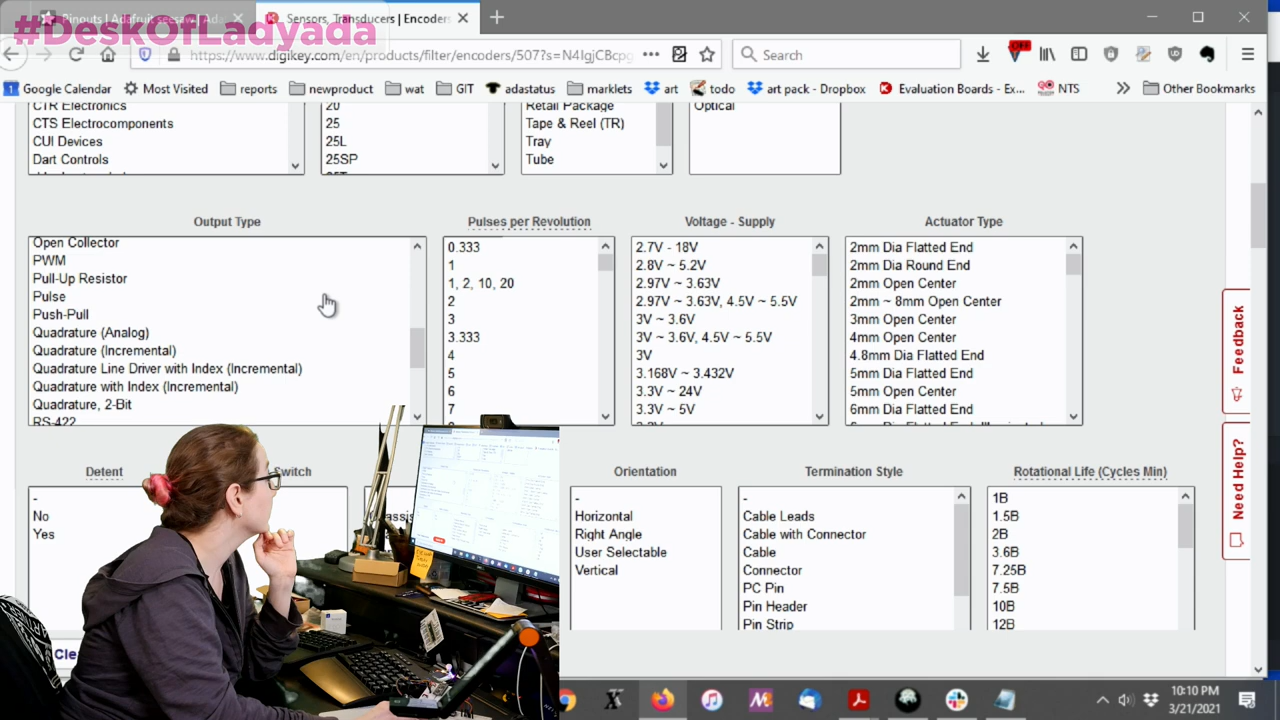 #DeskOfLadyada
Pinouts | Adafruit seesaw | Ada
Sensors, Transducers | Encoders
https://www.digikey.com/en/products/filter/encoders/507?s=N4IgjCBcpg
Search
OFF
Google Calendar
Most Visited
reports
newproduct
wat
GIT
adastatus
marklets
art
todo
art pack - Dropbox
Evaluation Boards - Ex...
NTS
Other Bookmarks
CTR Electronics
CTS Electrocomponents
CUI Devices
Dart Controls
20
25
25L
25SP
Retail Package
Tape & Reel (TR)
Tray
Tube
Optical
Output Type
Open Collector
PWM
Pull-Up Resistor
Pulse
Push-Pull
Quadrature (Analog)
Quadrature (Incremental)
Quadrature Line Driver with Index (Incremental)
Quadrature with Index (Incremental)
Quadrature, 2-Bit
RS-422
Pulses per Revolution
0.333
1
1, 2, 10, 20
2
3
3.333
4
5
6
7
Voltage - Supply
2.7V - 18V
2.8V ~ 5.2V
2.97V ~ 3.63V
2.97V ~ 3.63V, 4.5V ~ 5.5V
3V ~ 3.6V
3V ~ 3.6V, 4.5V ~ 5.5V
3V
3.168V ~ 3.432V
3.3V ~ 24V
3.3V ~ 5V
Actuator Type
2mm Dia Flatted End
2mm Dia Round End
2mm Open Center
2mm ~ 8mm Open Center
3mm Open Center
4mm Open Center
4.8mm Dia Flatted End
5mm Dia Flatted End
5mm Open Center
6mm Dia Flatted End
Feedback
Need Help?
Detent
-
No
Yes
Switch
Orientation
-
Horizontal
Right Angle
User Selectable
Vertical
Termination Style
-
Cable Leads
Cable with Connector
Cable
Connector
PC Pin
Pin Header
Pin Strip
Rotational Life (Cycles Min)
1B
1.5B
2B
3.6B
7.25B
7.5B
10B
12B
10:10 PM
3/21/2021